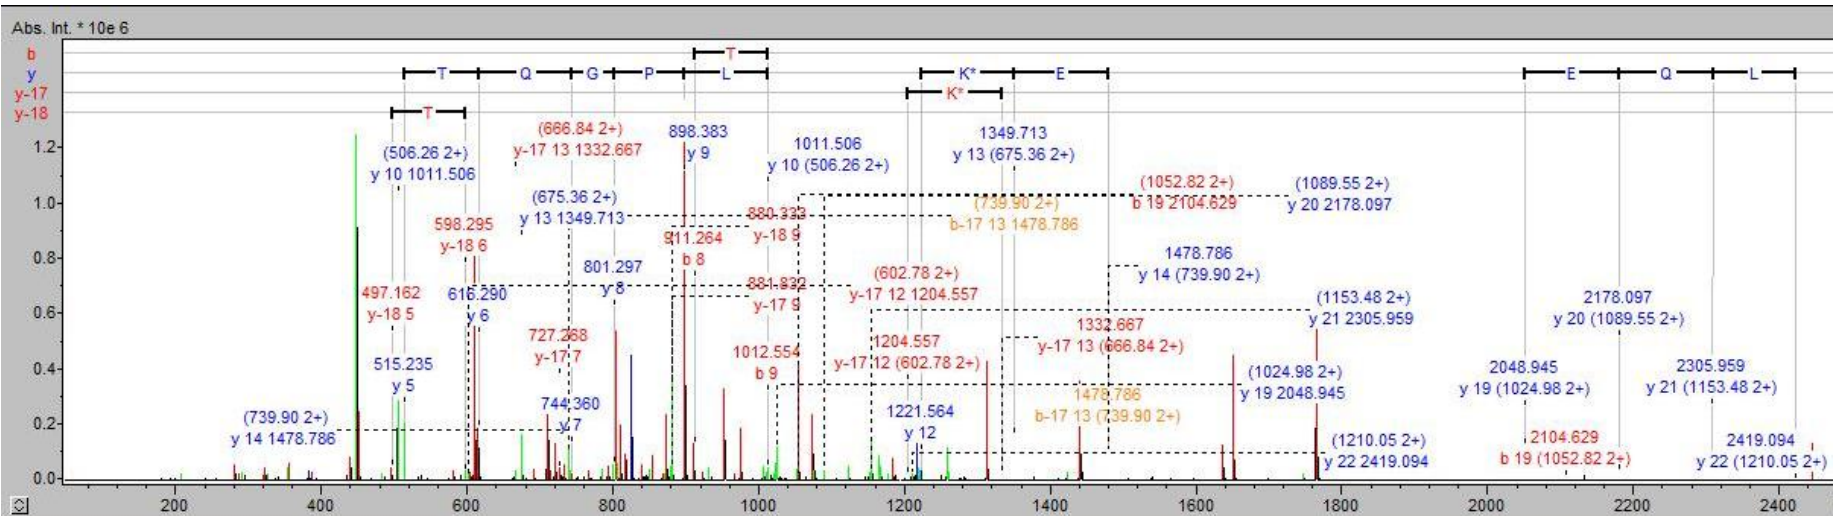 Abs. Int. * 10e 6
b
y
y-17
y-18
T
T Q G P L K* E E Q L
K*
T
(666.84 2+)
y-17 13 1332.667
898.383
y 9
1011.506
y 10 (506.26 2+)
1349.713
y 13 (675.36 2+)
(506.26 2+)
y 10 1011.506
(675.36 2+)
y 13 1349.713
880.333
y-18 9
(739.90 2+)
b-17 13 1478.786
(1052.82 2+)
b 19 2104.629
(1089.55 2+)
y 20 2178.097
598.295
y-18 6
911.264
b 8
801.297
y 8
(602.78 2+)
y-17 12 1204.557
1478.786
y 14 (739.90 2+)
497.162
y-18 5
616.290
y 6
881.832
y-17 9
(1153.48 2+)
y 21 2305.959
2178.097
y 20 (1089.55 2+)
727.268
y-17 7
1012.554
b 9
1204.557
y-17 12 (602.78 2+)
1332.667
y-17 13 (666.84 2+)
515.235
y 5
(1024.98 2+)
y 19 2048.945
2048.945
y 19 (1024.98 2+)
2305.959
y 21 (1153.48 2+)
(739.90 2+)
y 14 1478.786
744.360
y 7
1221.564
y 12
1478.786
b-17 13 (739.90 2+)
(1210.05 2+)
y 22 2419.094
2104.629
b 19 (1052.82 2+)
2419.094
y 22 (1210.05 2+)
1.2
1.0
0.8
0.6
0.4
0.2
0.0
200 400 600 800 1000 1200 1400 1600 1800 2000 2200 2400